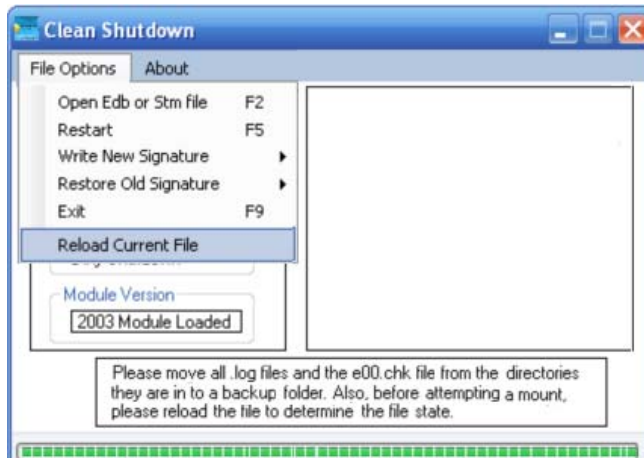 Clean Shutdown
File Options About
Open Edb or Stm file F2
Restart F5
Write New Signature
Restore Old Signature
Exit F9
Reload Current File
Module Version
2003 Module Loaded
Please move all .log files and the e00.chk file from the directories
they are in to a backup folder. Also, before attempting a mount,
please reload the file to determine the file state.